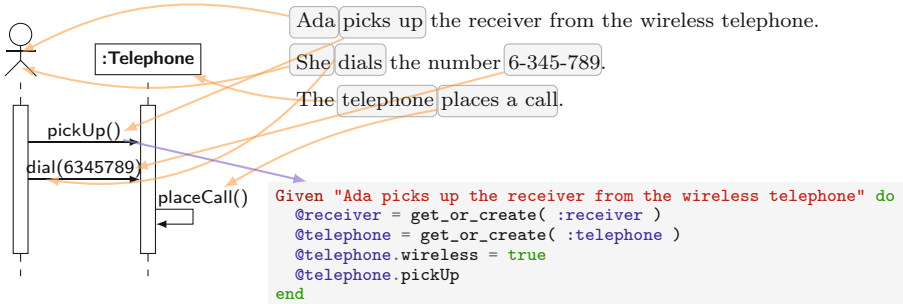 Ada picks up the receiver from the wireless telephone.
She dials the number 6-345-789.
The telephone places a call.
:Telephone
pickUp()
dial(6345789)
placeCall()
Given "Ada picks up the receiver from the wireless telephone" do
  @receiver = get_or_create( :receiver )
  @telephone = get_or_create( :telephone )
  @telephone.wireless = true
  @telephone.pickUp
end